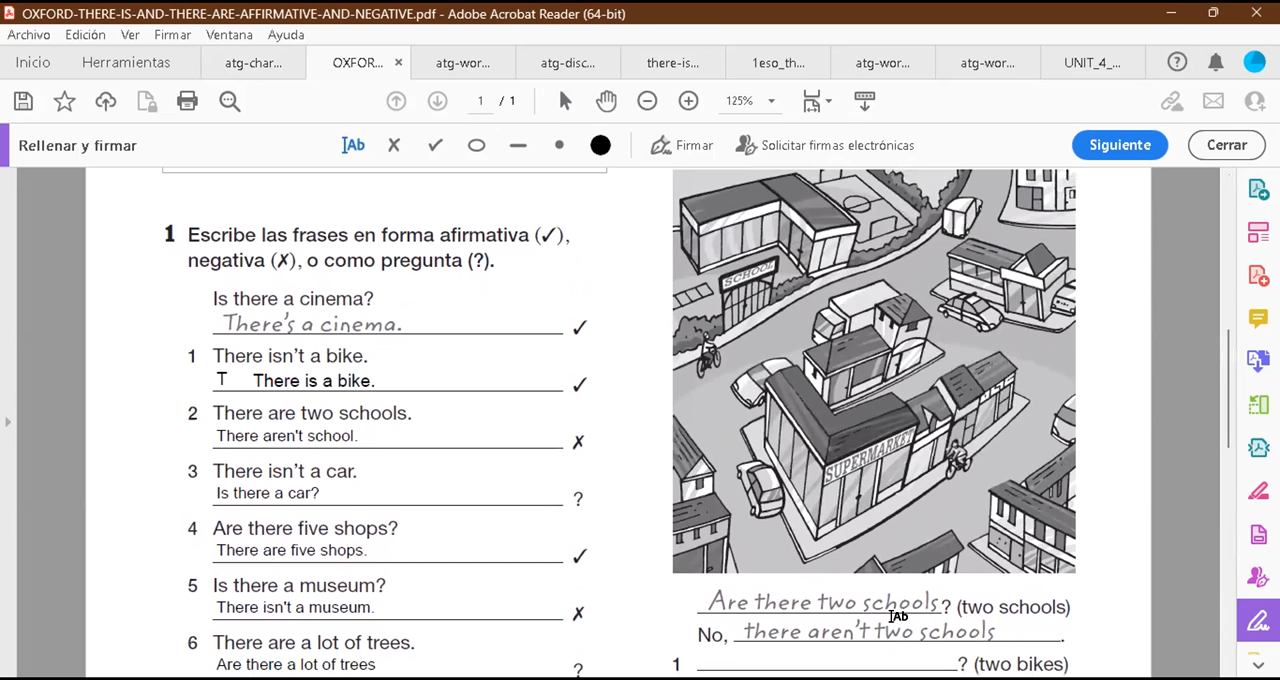 OXFORD-THERE-IS-AND-THERE-ARE-AFFIRMATIVE-AND-NEGATIVE.pdf - Adobe Acrobat Reader (64-bit)
Archivo Edición Ver Firmar Ventana Ayuda
Inicio Herramientas atg-char... OXFOR... × atg-wor... atg-disc... there-is... 1eso_th... atg-wor... atg-wor... UNIT_4_...
1 / 1 125%
Rellenar y firmar Ab Firmar Solicitar firmas electrónicas Siguiente Cerrar
1 Escribe las frases en forma afirmativa (✓),
negativa (✗), o como pregunta (?).
Is there a cinema?
There's a cinema. ✓
1 There isn't a bike.
T There is a bike. ✓
2 There are two schools.
There aren't school. ✗
3 There isn't a car.
Is there a car? ?
4 Are there five shops?
There are five shops. ✓
5 Is there a museum?
There isn't a museum. ✗
6 There are a lot of trees.
Are there a lot of trees ?
SCHOOL
SUPERMARKET
Are there two schools? (two schools)
Ab
No, there aren't two schools.
1 ? (two bikes)